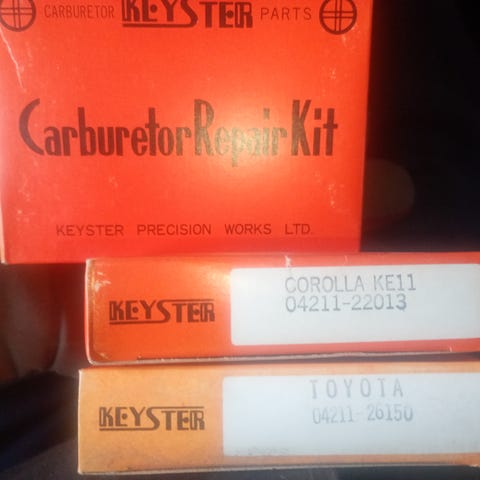 CARBURETOR KEYSTER PARTS
Carburetor Repair Kit
KEYSTER PRECISION WORKS LTD.
KEYSTER
COROLLA KE11
04211-22013
KEYSTER
TOYOTA
04211-26150